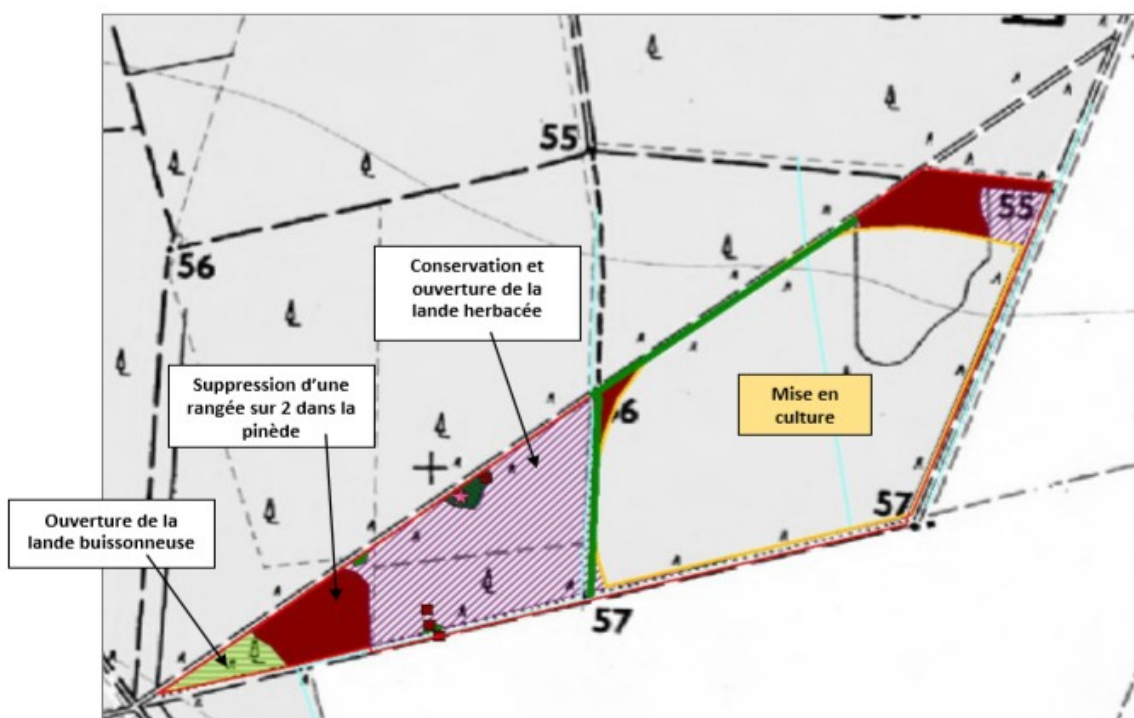 55
55
56
Conservation et
ouverture de la
lande herbacée
Suppression d'une
rangée sur 2 dans la
pinède
Mise en
culture
Ouverture de la
lande buissonneuse
57
57